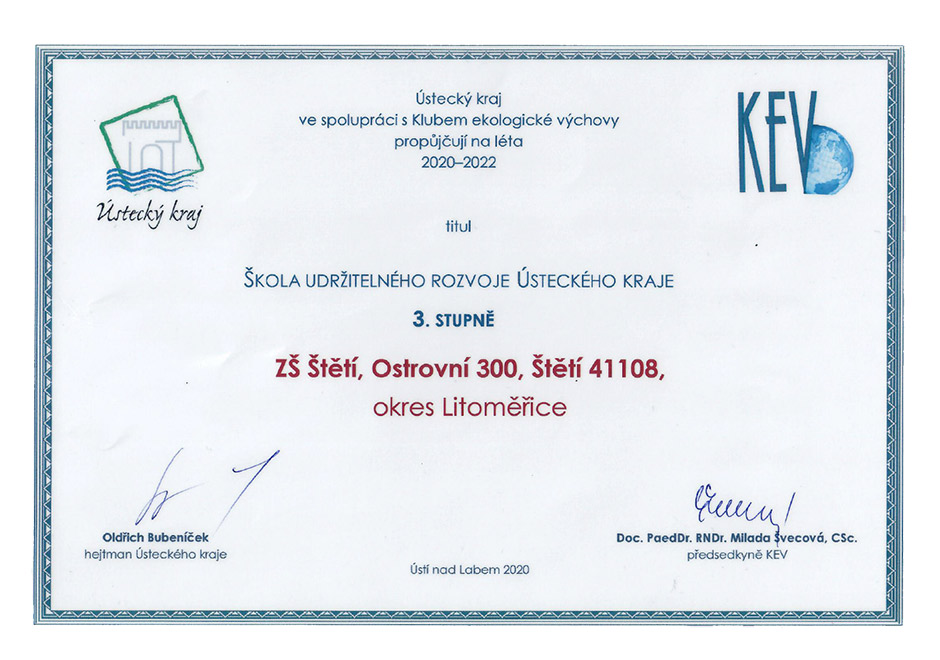 Ústecký kraj
ve spolupráci s Klubem ekologické výchovy
propůjčují na léta
2020–2022
Ústecký kraj
KEV
titul
ŠKOLA UDRŽITELNÉHO ROZVOJE ÚSTECKÉHO KRAJE
3. STUPNĚ
ZŠ Štětí, Ostrovní 300, Štětí 41108,
okres Litoměřice
Oldřich Bubeníček
hejtman Ústeckého kraje
Doc. PaedDr. RNDr. Milada Švecová, CSc.
předsedkyně KEV
Ústí nad Labem 2020